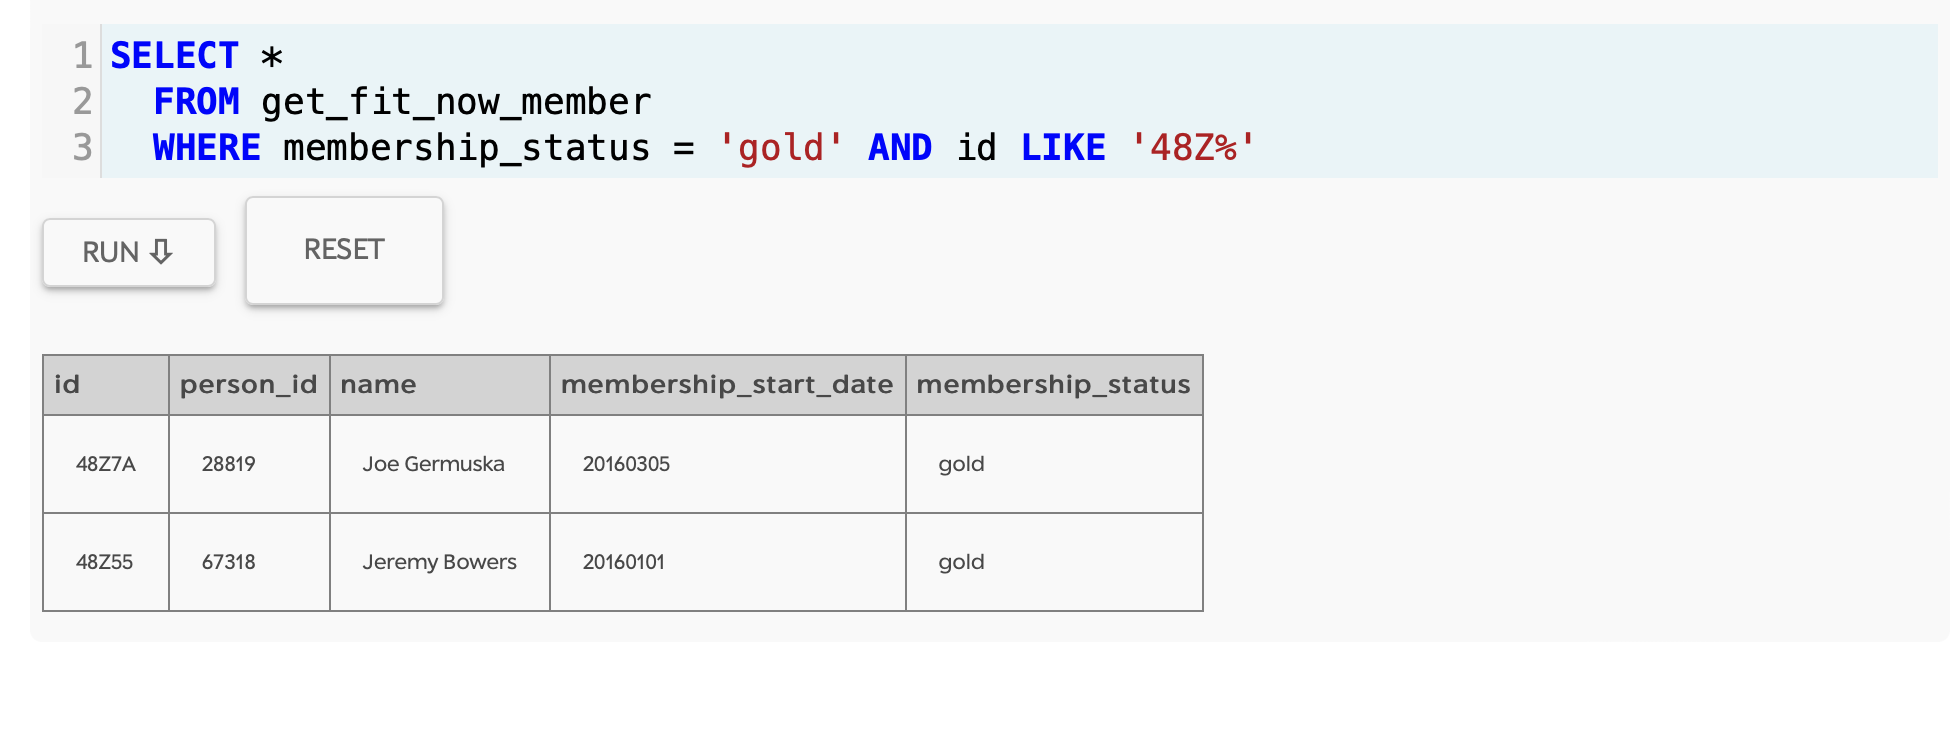 1 SELECT *
2 FROM get_fit_now_member
3 WHERE membership_status = 'gold' AND id LIKE '48Z%'
RUN ⇩ RESET
id person_id name membership_start_date membership_status
48Z7A 28819 Joe Germuska 20160305 gold
48Z55 67318 Jeremy Bowers 20160101 gold